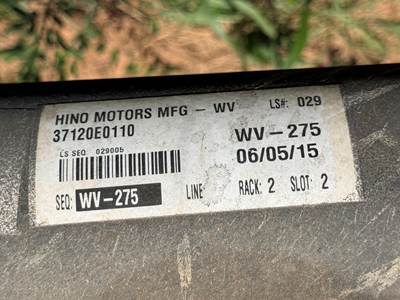 HINO MOTORS MFG - WV LS#: 029
37120E0110 WV-275
LS SEQ 029005 06/05/15
SEQ: WV-275 LINE RACK: 2 SLOT: 2